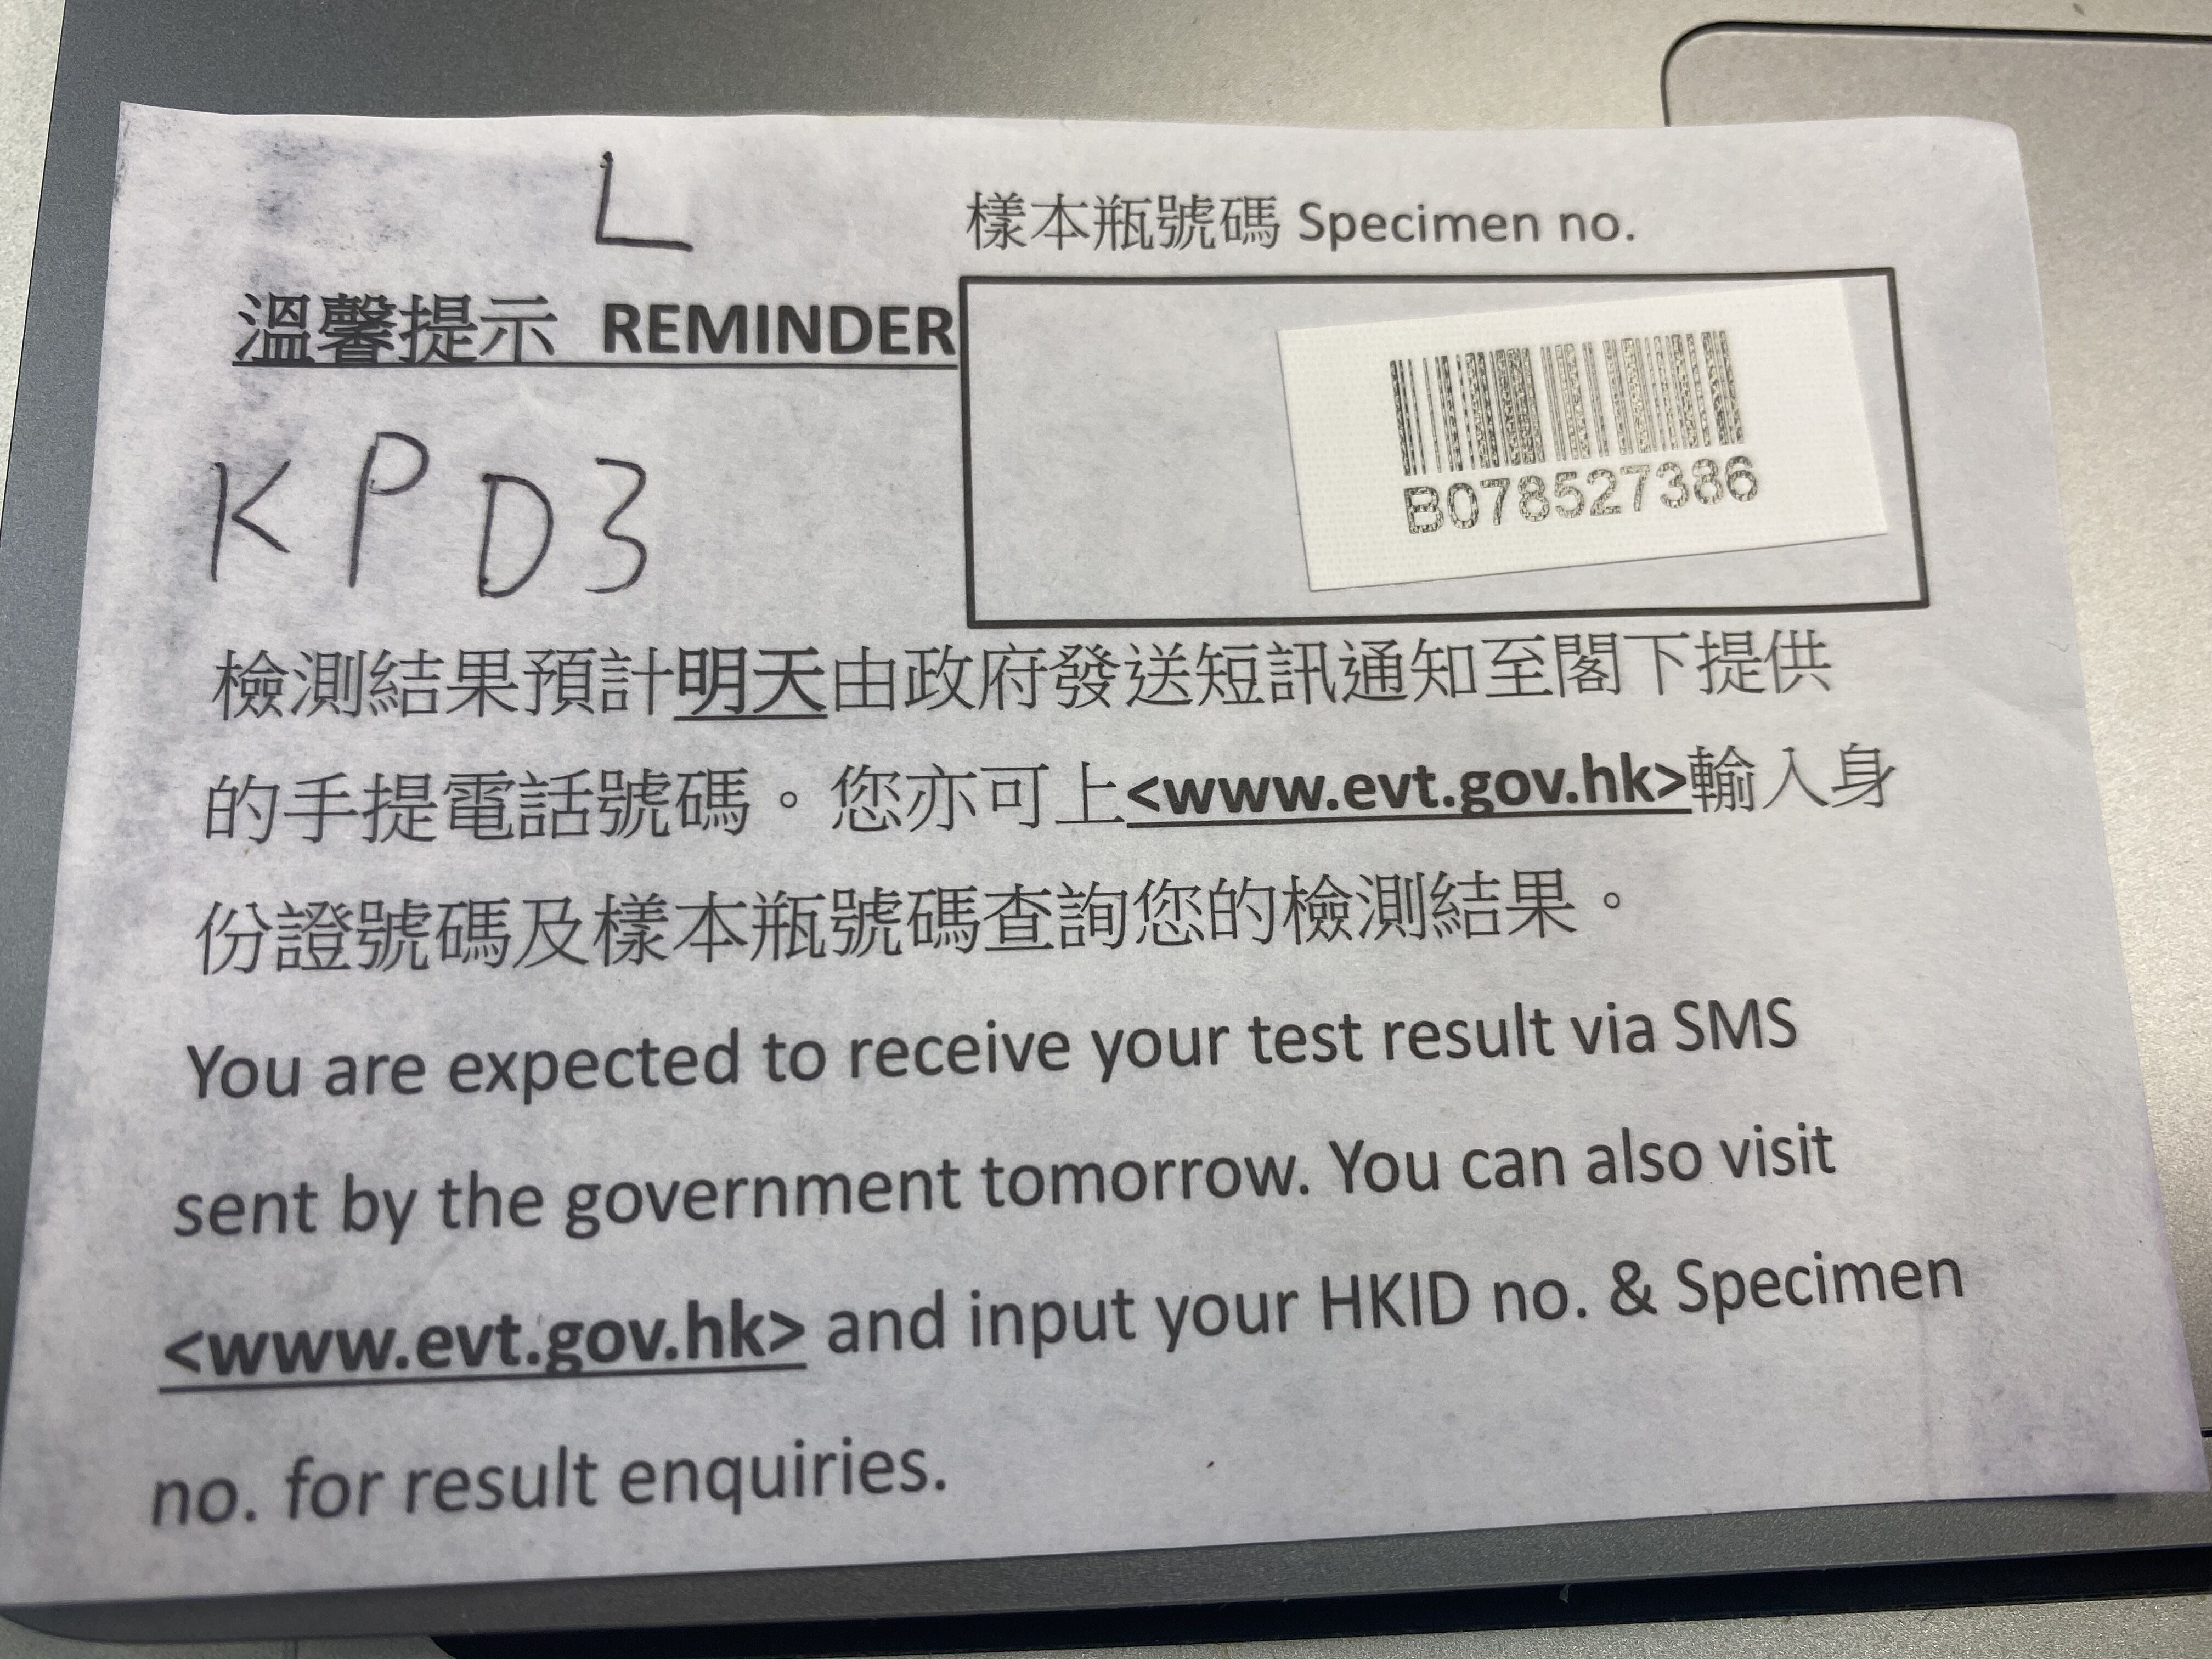 L
樣本瓶號碼 Specimen no.
溫馨提示 REMINDER
B078527386
KPD3
檢測結果預計明天由政府發送短訊通知至閣下提供
的手提電話號碼。您亦可上<www.evt.gov.hk>輸入身
份證號碼及樣本瓶號碼查詢您的檢測結果。
You are expected to receive your test result via SMS
sent by the government tomorrow. You can also visit
<www.evt.gov.hk> and input your HKID no. & Specimen
no. for result enquiries.